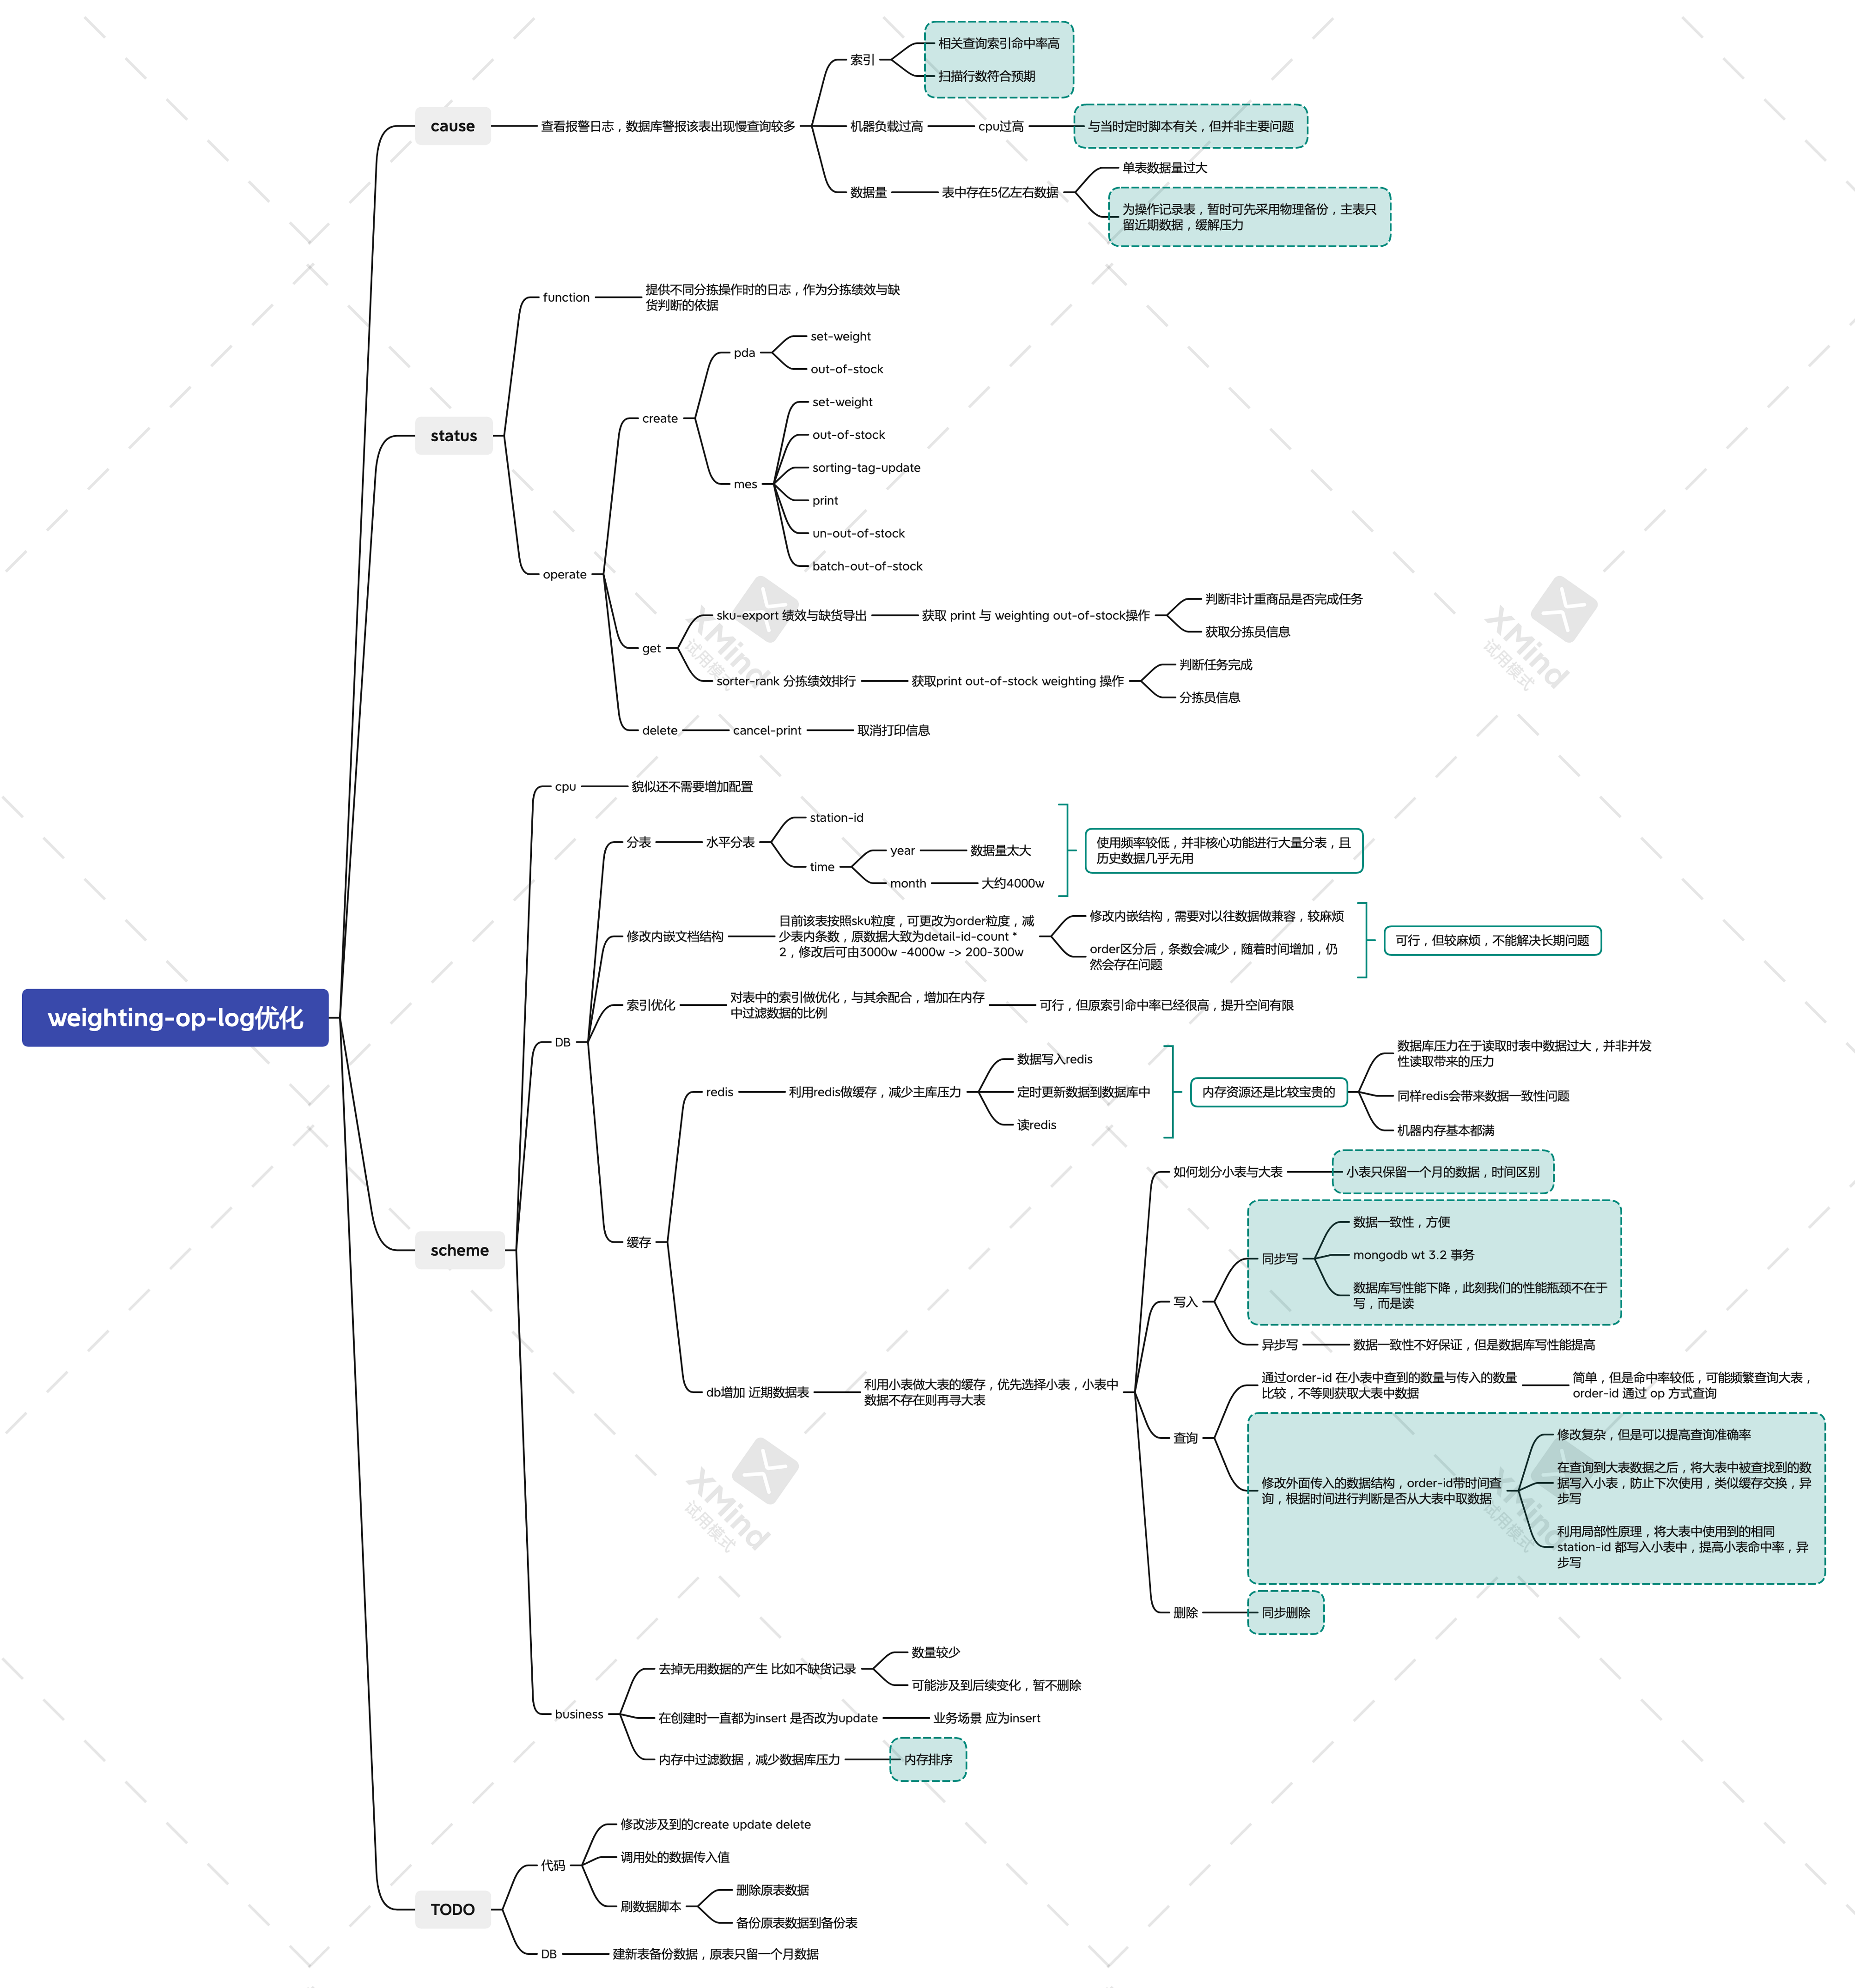 相关查询索引命中率高
索引
扫描行数符合预期
cause
查看报警日志，数据库警报该表出现慢查询较多
机器负载过高
cpu过高
与当时定时脚本有关，但并非主要问题
单表数据量过大
数据量
表中存在5亿左右数据
为操作记录表，暂时可先采用物理备份，主表只
留近期数据，缓解压力
function
提供不同分拣操作时的日志，作为分拣绩效与缺
货判断的依据
set-weight
pda
out-of-stock
create
set-weight
status
out-of-stock
sorting-tag-update
mes
print
un-out-of-stock
batch-out-of-stock
operate
sku-export 绩效与缺货导出
获取 print 与 weighting out-of-stock操作
判断非计重商品是否完成任务
获取分拣员信息
get
sorter-rank 分拣绩效排行
获取print out-of-stock weighting 操作
判断任务完成
分拣员信息
delete
cancel-print
取消打印信息
XMind
试用模式
XMind
试用模式
cpu
貌似还不需要增加配置
分表
水平分表
station-id
time
year
数据量太大
month
大约4000w
使用频率较低，并非核心功能进行大量分表，且
历史数据几乎无用
修改内嵌文档结构
目前该表按照sku粒度，可更改为order粒度，减
少表内条数，原数据大致为detail-id-count *
2，修改后可由3000w -4000w -> 200-300w
修改内嵌结构，需要对以往数据做兼容，较麻烦
order区分后，条数会减少，随着时间增加，仍
然会存在问题
可行，但较麻烦，不能解决长期问题
索引优化
对表中的索引做优化，与其余配合，增加在内存
中过滤数据的比例
可行，但原索引命中率已经很高，提升空间有限
weighting-op-log优化
DB
redis
利用redis做缓存，减少主库压力
数据写入redis
定时更新数据到数据库中
读redis
内存资源还是比较宝贵的
数据库压力在于读取时表中数据过大，并非并发
性读取带来的压力
同样redis会带来数据一致性问题
机器内存基本都满
缓存
scheme
如何划分小表与大表
小表只保留一个月的数据，时间区别
写入
同步写
数据一致性，方便
mongodb wt 3.2 事务
数据库写性能下降，此刻我们的性能瓶颈不在于
写，而是读
异步写
数据一致性不好保证，但是数据库写性能提高
db增加 近期数据表
利用小表做大表的缓存，优先选择小表，小表中
数据不存在则再寻大表
查询
通过order-id 在小表中查到的数量与传入的数量
比较，不等则获取大表中数据
简单，但是命中率较低，可能频繁查询大表，
order-id 通过 op 方式查询
修改外面传入的数据结构，order-id带时间查
询，根据时间进行判断是否从大表中取数据
修改复杂，但是可以提高查询准确率
在查询到大表数据之后，将大表中被查找到的数
据写入小表，防止下次使用，类似缓存交换，异
步写
利用局部性原理，将大表中使用到的相同
station-id 都写入小表中，提高小表命中率，异
步写
XMind
试用模式
XMind
试用模式
删除
同步删除
business
去掉无用数据的产生 比如不缺货记录
数量较少
可能涉及到后续变化，暂不删除
在创建时一直都为insert 是否改为update
业务场景 应为insert
内存中过滤数据，减少数据库压力
内存排序
TODO
代码
修改涉及到的create update delete
调用处的数据传入值
刷数据脚本
删除原表数据
备份原表数据到备份表
DB
建新表备份数据，原表只留一个月数据